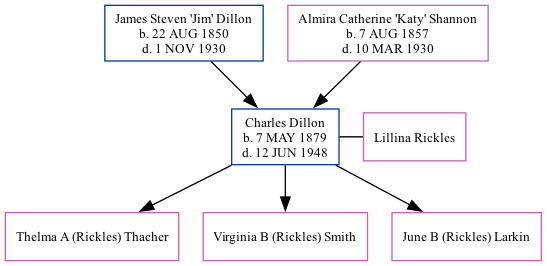 James Steven 'Jim' Dillon
b. 22 AUG 1850
d. 1 NOV 1930
Almira Catherine 'Katy' Shannon
b. 7 AUG 1857
d. 10 MAR 1930
Charles Dillon
b. 7 MAY 1879
d. 12 JUN 1948
Lillina Rickles
Thelma A (Rickles) Thacher
Virginia B (Rickles) Smith
June B (Rickles) Larkin